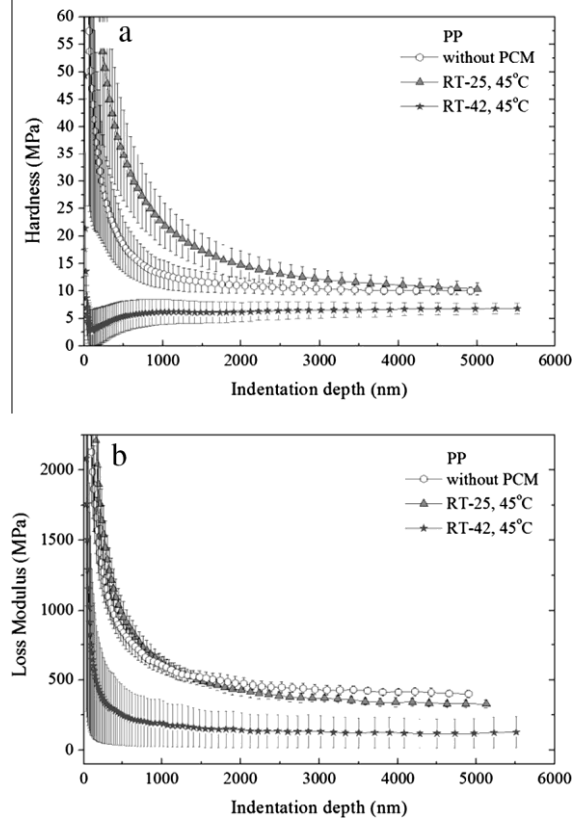 a
PP
without PCM
RT-25, 45°C
RT-42, 45°C
Hardness (MPa)
60
55
50
45
40
35
30
25
20
15
10
5
0
0 1000 2000 3000 4000 5000 6000
Indentation depth (nm)
b
PP
without PCM
RT-25, 45°C
RT-42, 45°C
Loss Modulus (MPa)
2000
1500
1000
500
0
0 1000 2000 3000 4000 5000 6000
Indentation depth (nm)